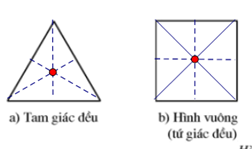 a) Tam giác đều
b) Hình vuông
(tứ giác đều)